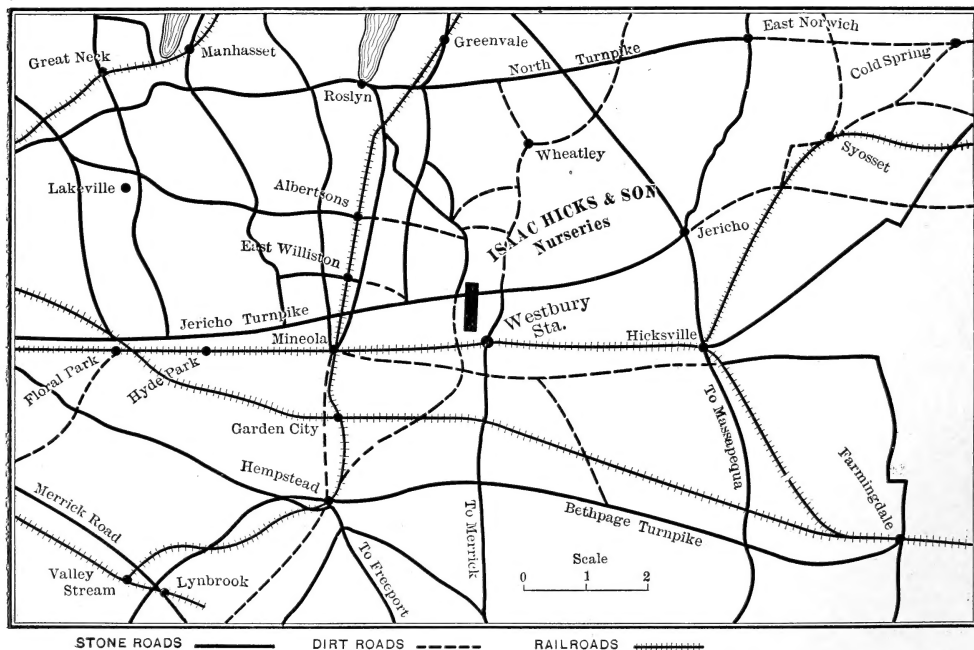 East Norwich
Greenvale
Manhasset
North Turnpike
Great Neck
Cold Spring
Roslyn
Wheatley
Syosset
Lakeville
Albertsons
ISAAC HICKS & SON
Nurseries
Jericho
East Williston
Jericho Turnpike
Westbury
Sta.
Mineola
Hicksville
Floral Park
Hyde Park
Garden City
To Massapequa
Farmingdale
Hempstead
Merrick Road
To Merrick
Bethpage Turnpike
To Freeport
Scale
0 1 2
Valley
Stream
Lynbrook
STONE ROADS DIRT ROADS RAILROADS